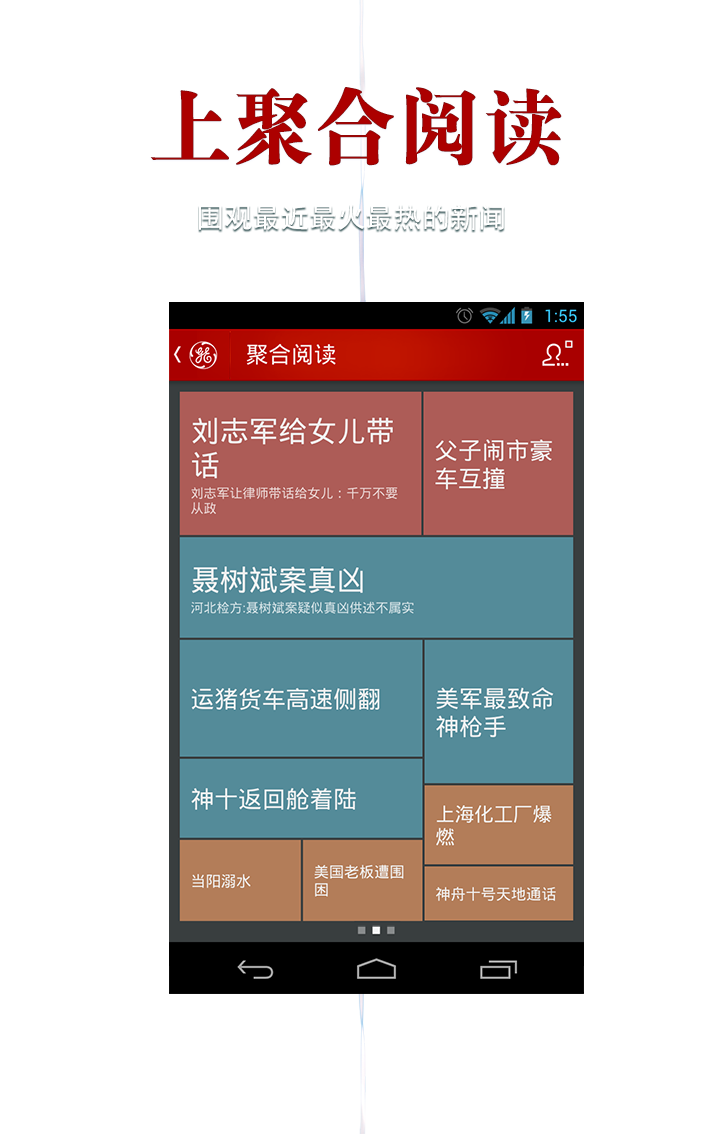 上聚合阅读
围观最近最火最热的新闻
1:55
聚合阅读
刘志军给女儿带
话
刘志军让律师带话给女儿：千万不要
从政
父子闹市豪
车互撞
聂树斌案真凶
河北检方:聂树斌案疑似真凶供述不属实
运猪货车高速侧翻
美军最致命
神枪手
神十返回舱着陆
上海化工厂爆
燃
当阳溺水
美国老板遭围
困
神舟十号天地通话